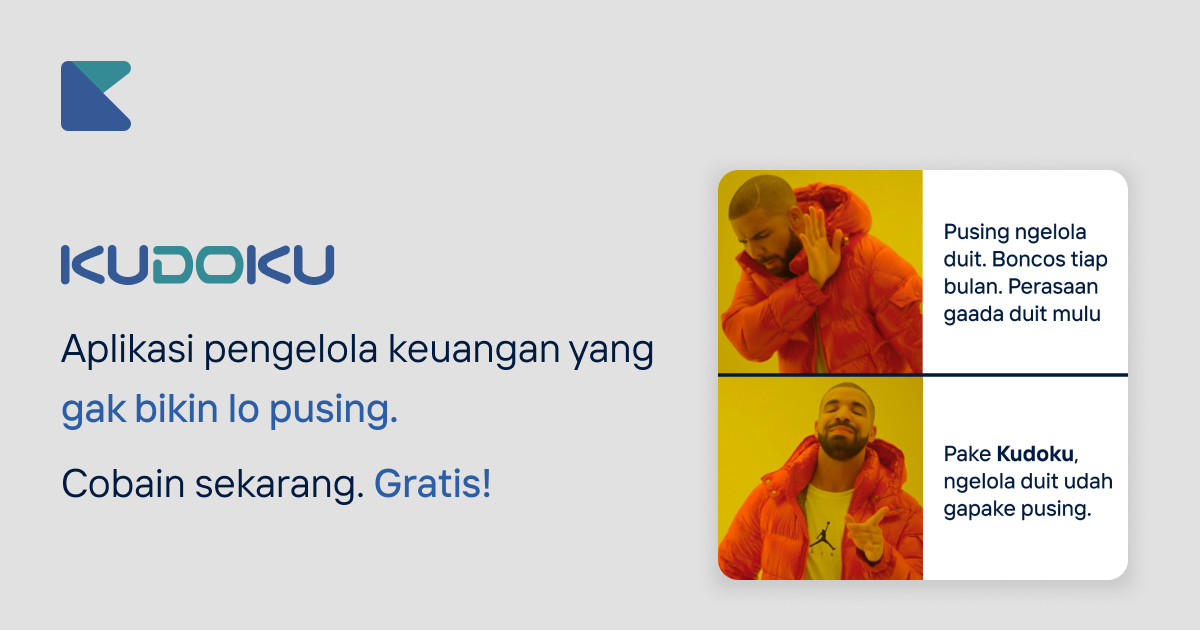 KUDOKU
Aplikasi pengelola keuangan yang
gak bikin lo pusing.
Cobain sekarang. Gratis!
Pusing ngelola
duit. Boncos tiap
bulan. Perasaan
gaada duit mulu
Pake Kudoku,
ngelola duit udah
gapake pusing.